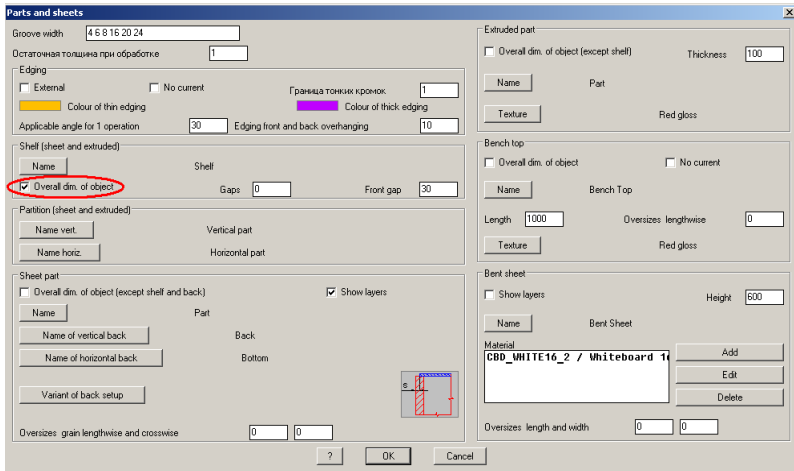 Parts and sheets
Groove width 4 6 8 16 20 24
Остаточная толщина при обработке 1
Edging
External No current Граница тонких кромок 1
Colour of thin edging Colour of thick edging
Applicable angle for 1 operation 30 Edging front and back overhanging 10
Shelf (sheet and extruded)
Name Shelf
Overall dim. of object Gaps 0 Front gap 30
Partition (sheet and extruded)
Name vert. Vertical part
Name horiz. Horizontal part
Sheet part
Overall dim. of object (except shelf and back) Show layers
Name Part
Name of vertical back Back
Name of horizontal back Bottom
Variant of back setup
s
Oversizes grain lengthwise and crosswise 0 0
Extruded part
Overall dim. of object (except shelf) Thickness 100
Name Part
Texture Red gloss
Bench top
Overall dim. of object No current
Name Bench Top
Length 1000 Oversizes lengthwise 0
Texture Red gloss
Bent sheet
Show layers Height 600
Name Bent Sheet
Material
CBD_WHITE16_2 / Whiteboard 1
Add
Edit
Delete
Oversizes length and width 0 0
? OK Cancel